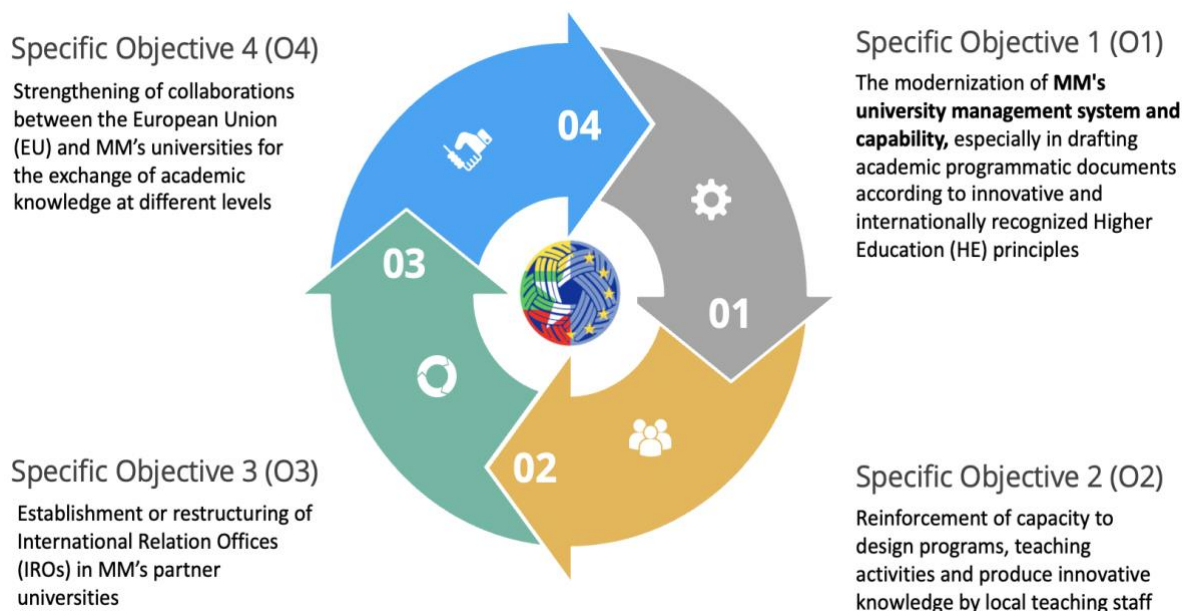 Specific Objective 4 (O4)
Strengthening of collaborations
between the European Union
(EU) and MM’s universities for
the exchange of academic
knowledge at different levels
Specific Objective 1 (O1)
The modernization of MM's
university management system and
capability, especially in drafting
academic programmatic documents
according to innovative and
internationally recognized Higher
Education (HE) principles
04
03
01
02
Specific Objective 3 (O3)
Establishment or restructuring of
International Relation Offices
(IROs) in MM’s partner
universities
Specific Objective 2 (O2)
Reinforcement of capacity to
design programs, teaching
activities and produce innovative
knowledge by local teaching staff